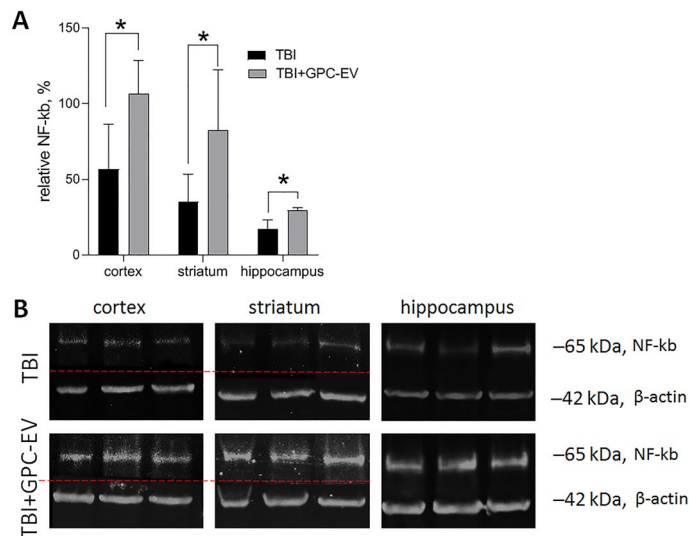 A
150
100
50
0
relative NF-kb, %
*
*
*
TBI
TBI+GPC-EV
cortex striatum hippocampus
B
cortex striatum hippocampus
TBI
–65 kDa, NF-kb
–42 kDa, β-actin
TBI+GPC-EV
–65 kDa, NF-kb
–42 kDa, β-actin